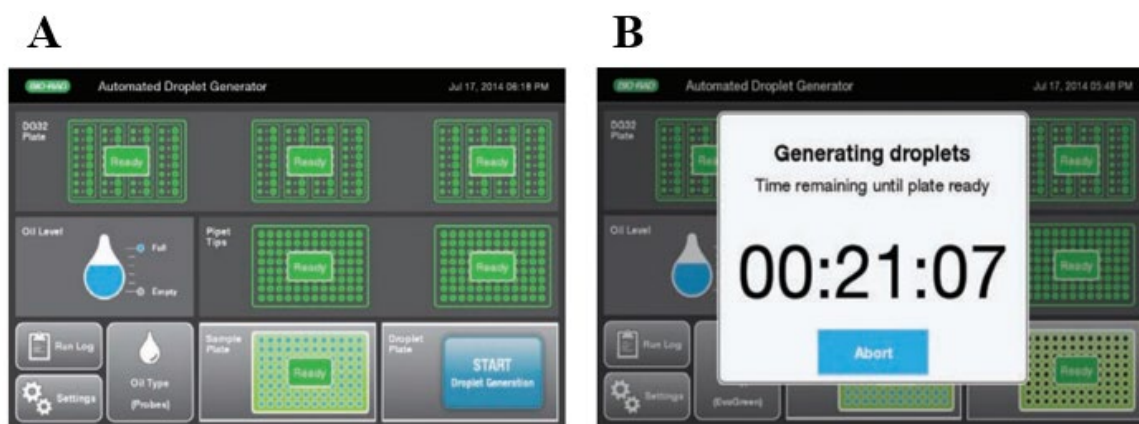 A
BIO-RAD Automated Droplet Generator Jul 17, 2014 06:18 PM
DG32
Plate
Ready
Ready
Ready
Oil Level
Full
Empty
Pipet
Tips
Ready
Ready
Run Log
Settings
Oil Type
(Probes)
Sample
Plate
Ready
Droplet
Plate
START
Droplet Generation
B
BIO-RAD Automated Droplet Generator Jul 17, 2014 05:48 PM
DG32
Plate
Oil Level
Generating droplets
Time remaining until plate ready
00:21:07
Abort
Run Log
Settings
(EvaGreen)
Ready